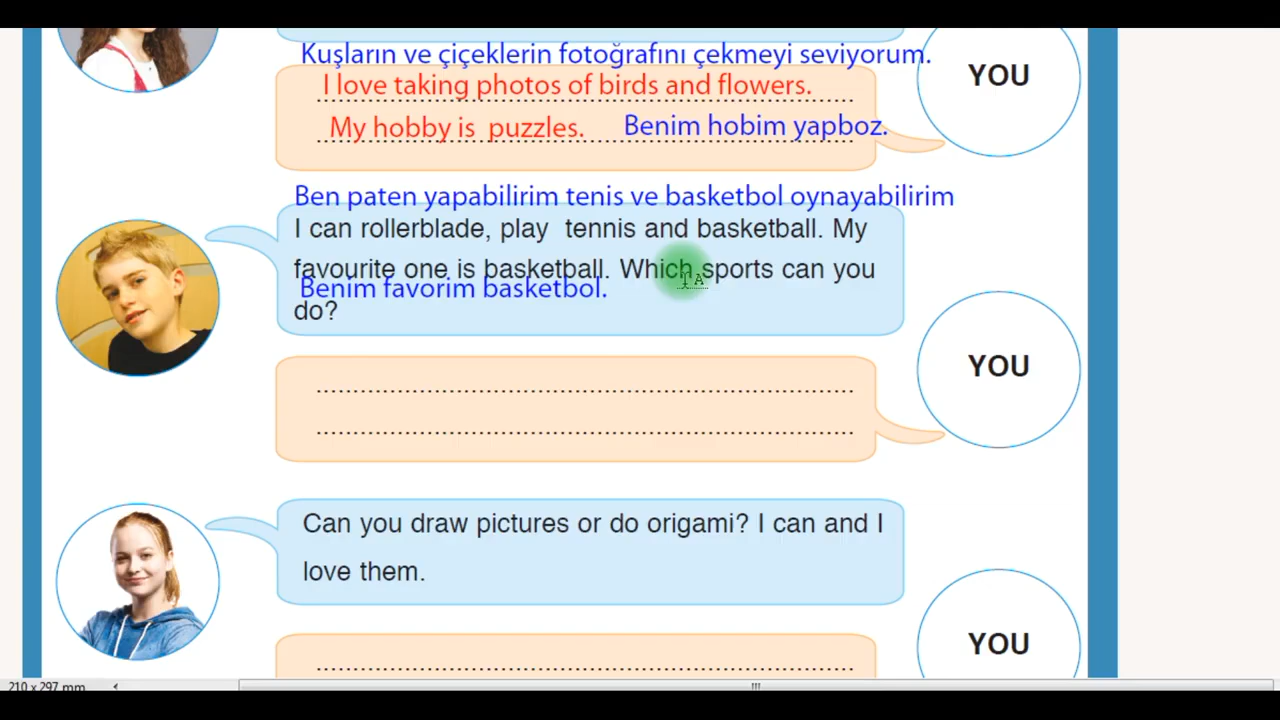 Kuşların ve çiçeklerin fotoğrafını çekmeyi seviyorum.
I love taking photos of birds and flowers.
YOU
My hobby is puzzles. Benim hobim yapboz.
Ben paten yapabilirim tenis ve basketbol oynayabilirim
I can rollerblade, play tennis and basketball. My
favourite one is basketball. Which sports can you
Benim favorim basketbol.
do?
YOU
Can you draw pictures or do origami? I can and I
love them.
YOU
210 x 297 mm